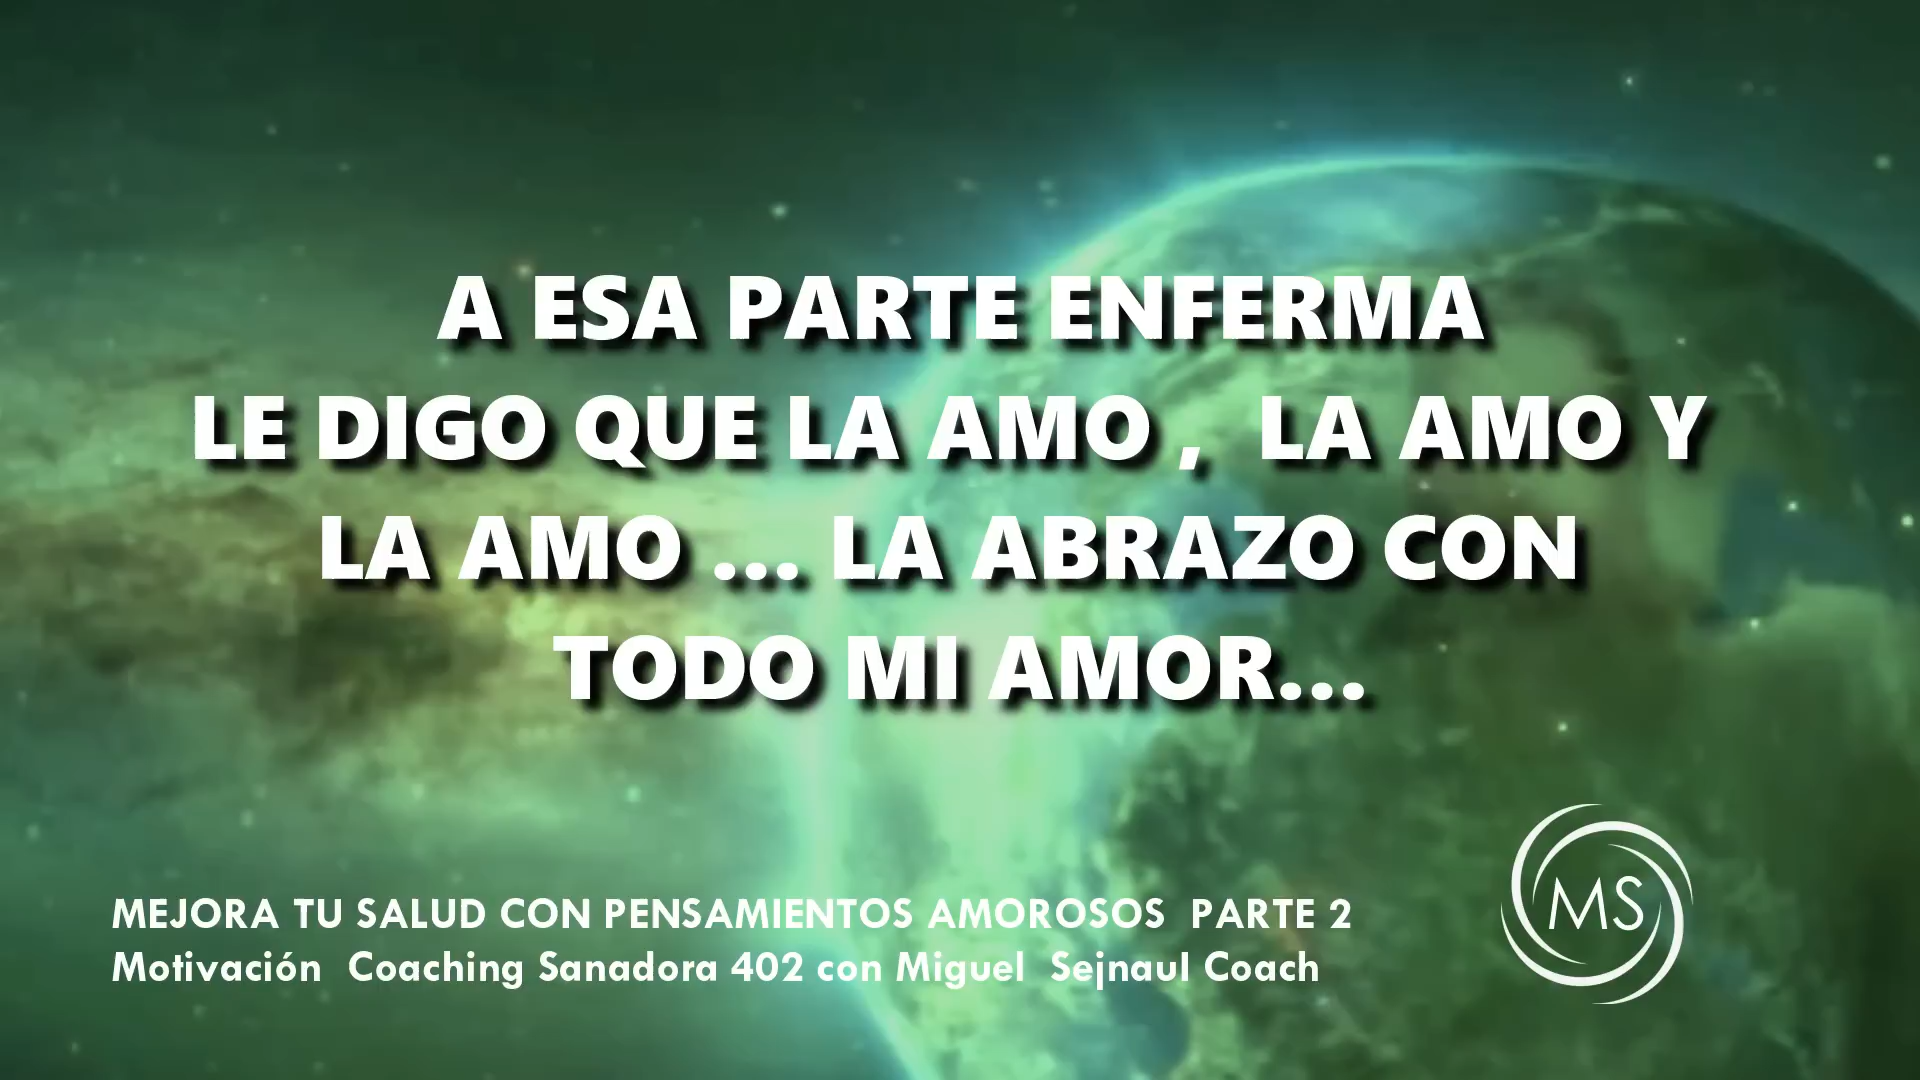 A ESA PARTE ENFERMA
LE DIGO QUE LA AMO , LA AMO Y
LA AMO ... LA ABRAZO CON
TODO MI AMOR...
MEJORA TU SALUD CON PENSAMIENTOS AMOROSOS PARTE 2
Motivación Coaching Sanadora 402 con Miguel Sejnaul Coach
MS